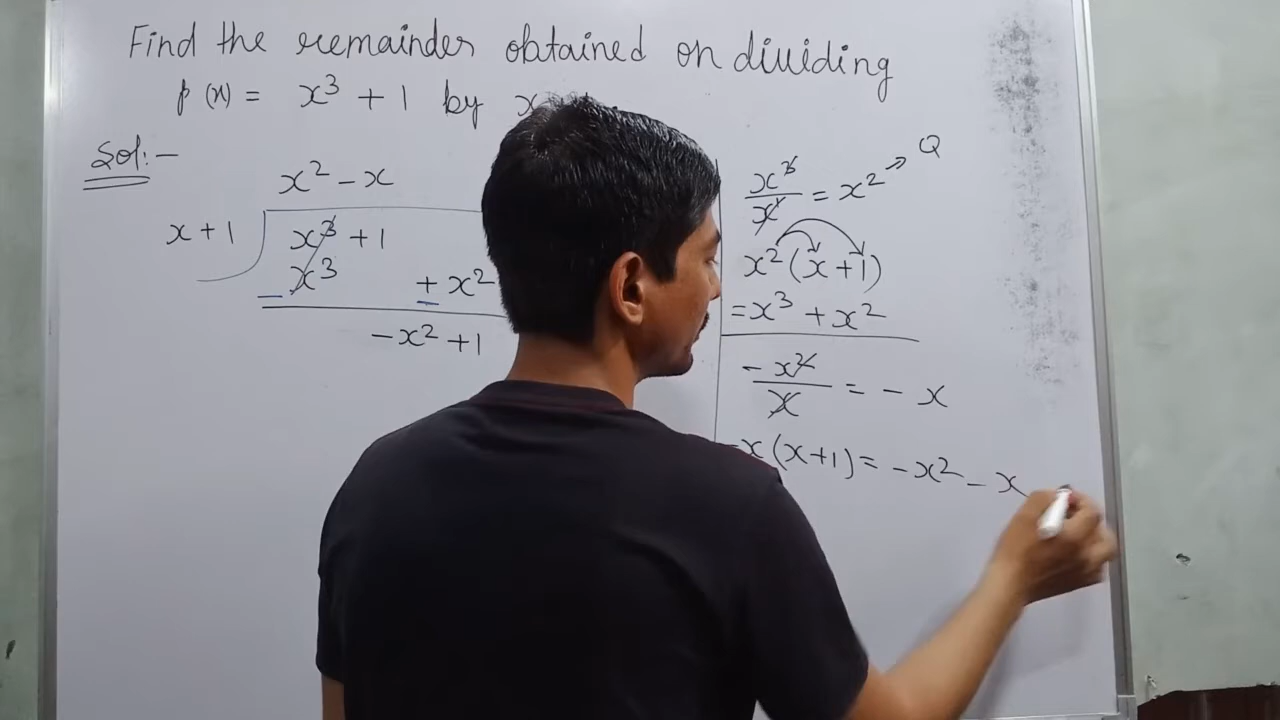 Find the remainder obtained on dividing
p (x) = x³ + 1 by x
Sol:-
x² - x
x + 1
x³ + 1
- x³ + x²
- x² + 1
x³/x = x² → Q
x² (x + 1)
= x³ + x²
- x²/x = - x
-x (x+1) = - x² - x